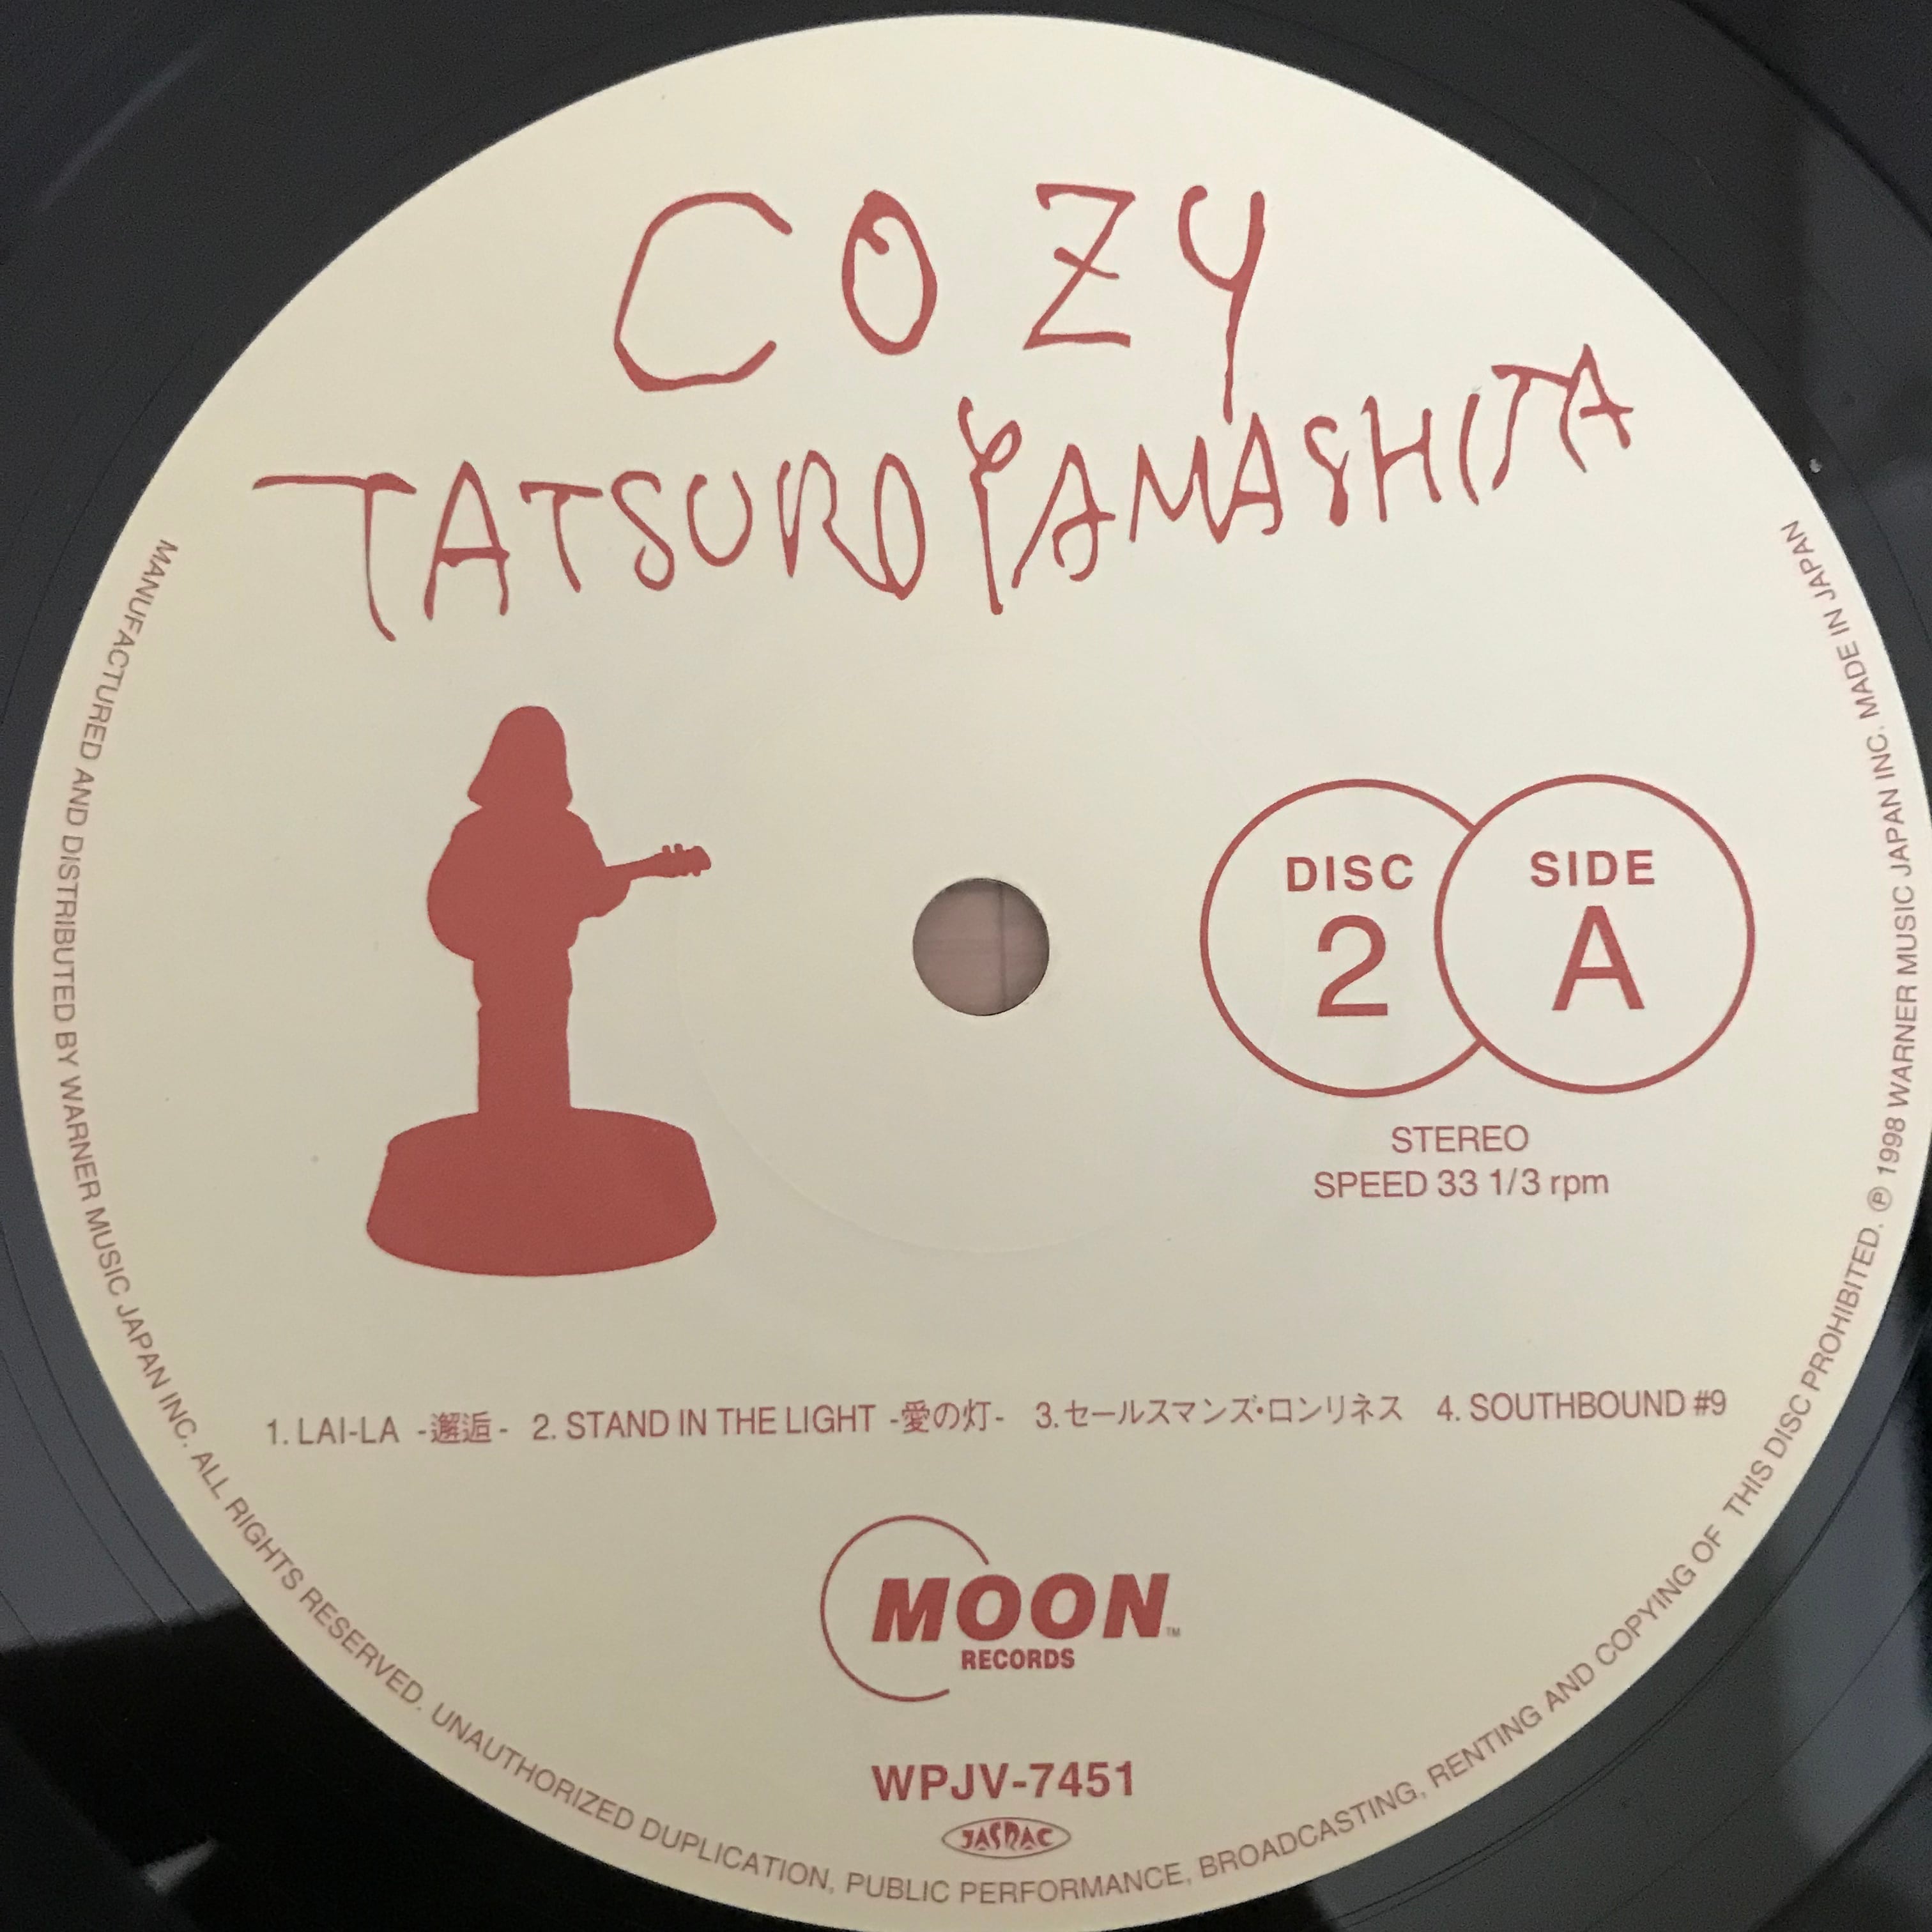 COZY
TATSURO YAMASHITA
DISC
2
SIDE
A
STEREO
SPEED 33 1/3 rpm
1. LAI-LA -邂逅- 2. STAND IN THE LIGHT -愛の灯- 3.セールスマンズ・ロンリネス 4. SOUTHBOUND #9
MOON TM
RECORDS
WPJV-7451
JASRAC
MANUFACTURED AND DISTRIBUTED BY WARNER MUSIC JAPAN INC. ALL RIGHTS RESERVED. UNAUTHORIZED DUPLICATION, PUBLIC PERFORMANCE, BROADCASTING, RENTING AND COPYING OF THIS DISC PROHIBITED. ℗ 1998 WARNER MUSIC JAPAN INC. MADE IN JAPAN